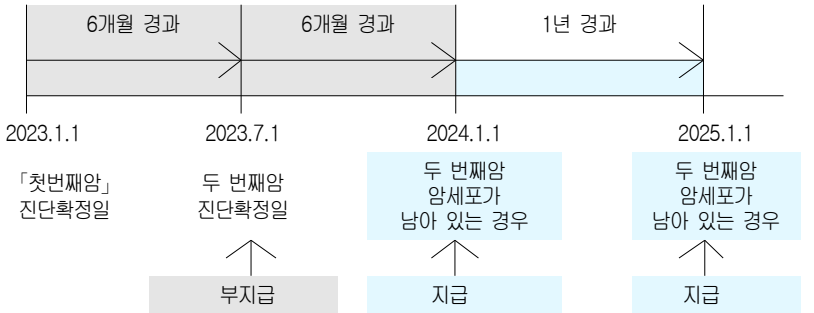 6개월 경과 6개월 경과 1년 경과
2023.1.1 2023.7.1 2024.1.1 2025.1.1
「첫번째암」
진단확정일
두 번째암
진단확정일
두 번째암
암세포가
남아 있는 경우
두 번째암
암세포가
남아 있는 경우
부지급 지급 지급